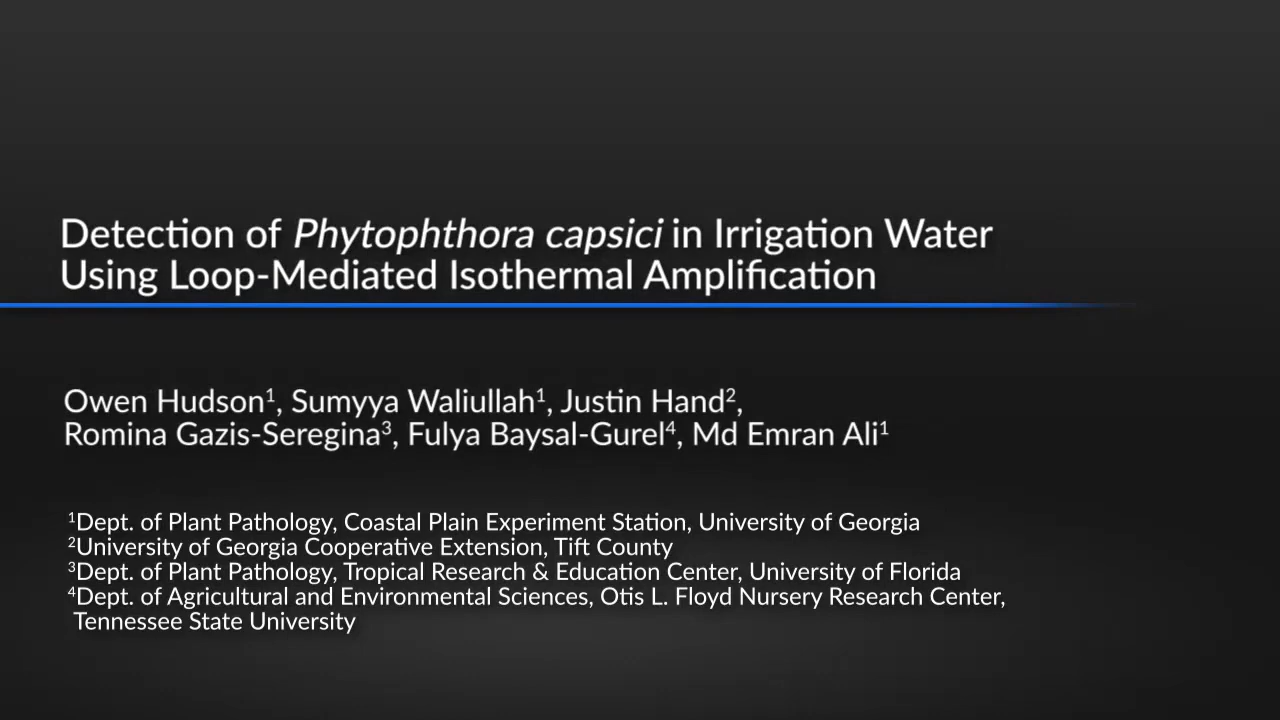 Detection of Phytophthora capsici in Irrigation Water
Using Loop-Mediated Isothermal Amplification
Owen Hudson¹, Sumyya Waliullah¹, Justin Hand²,
Romina Gazis-Seregina³, Fulya Baysal-Gurel⁴, Md Emran Ali¹
¹Dept. of Plant Pathology, Coastal Plain Experiment Station, University of Georgia
²University of Georgia Cooperative Extension, Tift County
³Dept. of Plant Pathology, Tropical Research & Education Center, University of Florida
⁴Dept. of Agricultural and Environmental Sciences, Otis L. Floyd Nursery Research Center,
Tennessee State University